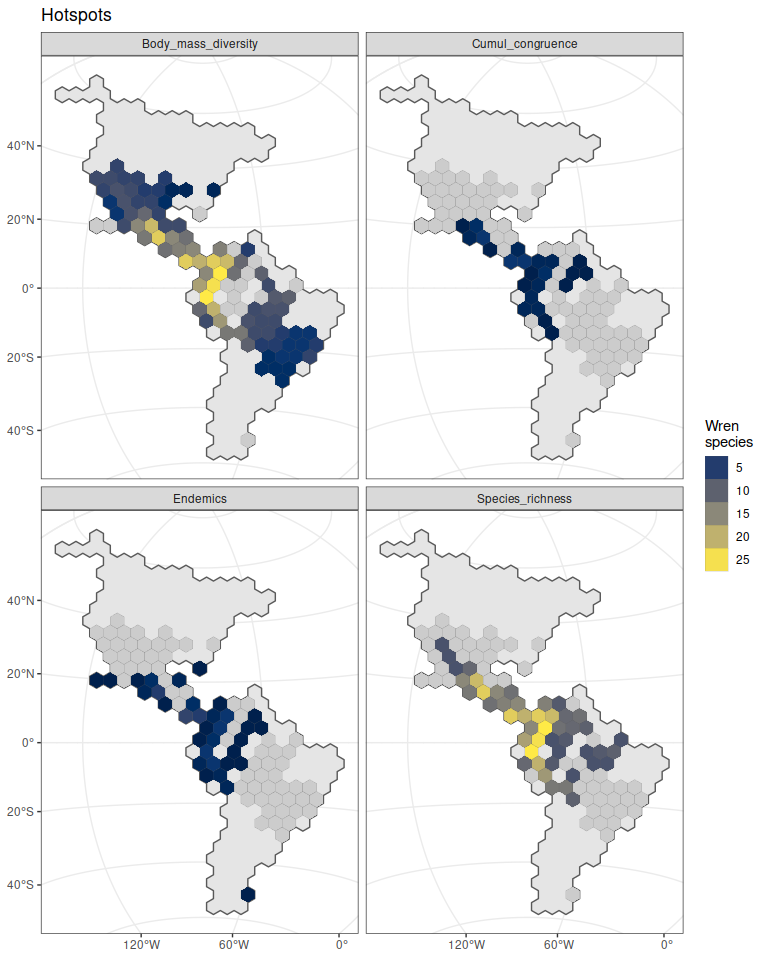 Hotspots
Body_mass_diversity
Cumul_congruence
40°N
20°N
0°
20°S
40°S
Endemics
Species_richness
40°N
20°N
0°
20°S
40°S
120°W
60°W
0°
120°W
60°W
0°
Wren
species
5
10
15
20
25